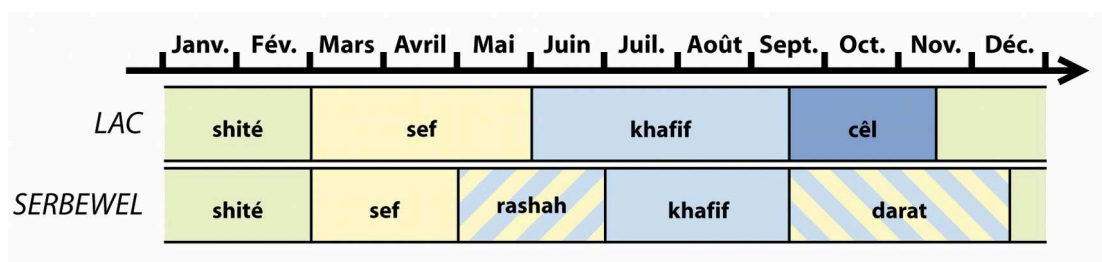 Janv. Fév. Mars Avril Mai Juin Juil. Août Sept. Oct. Nov. Déc.
LAC shité sef khafif cêl
SERBEWEL shité sef rashah khafif darat